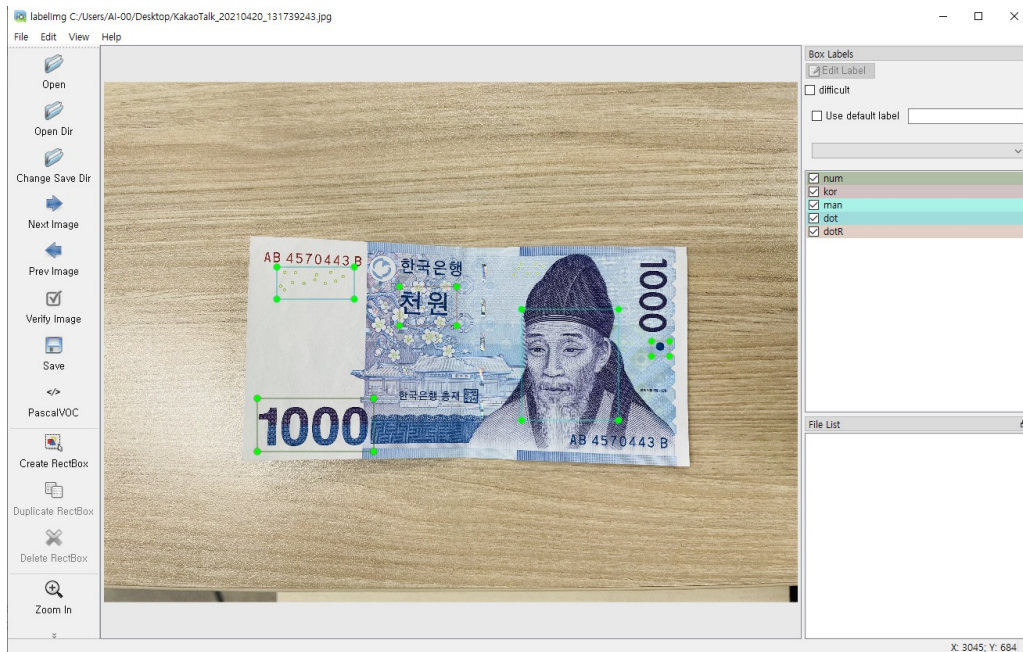 labelImg C:/Users/AI-00/Desktop/KakaoTalk_20210420_131739243.jpg
File Edit View Help
Open
Open Dir
Change Save Dir
Next Image
Prev Image
Verify Image
Save
</>
PascalVOC
Create RectBox
Duplicate RectBox
Delete RectBox
Zoom In
AB 4570443 B
한국은행
천원
1000
한국은행 총재
1000
AB 4570443 B
Box Labels
Edit Label
difficult
Use default label
num
kor
man
dot
dotR
File List
X: 3045; Y: 684